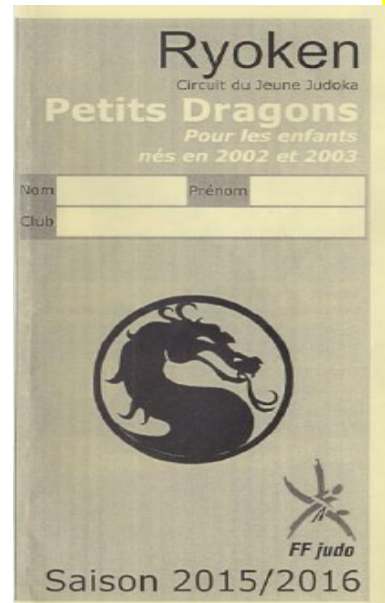 Ryoken
Circuit du Jeune Judoka
Petits Dragons
Pour les enfants
nés en 2002 et 2003
Nom Prénom
Club
FF judo
Saison 2015/2016